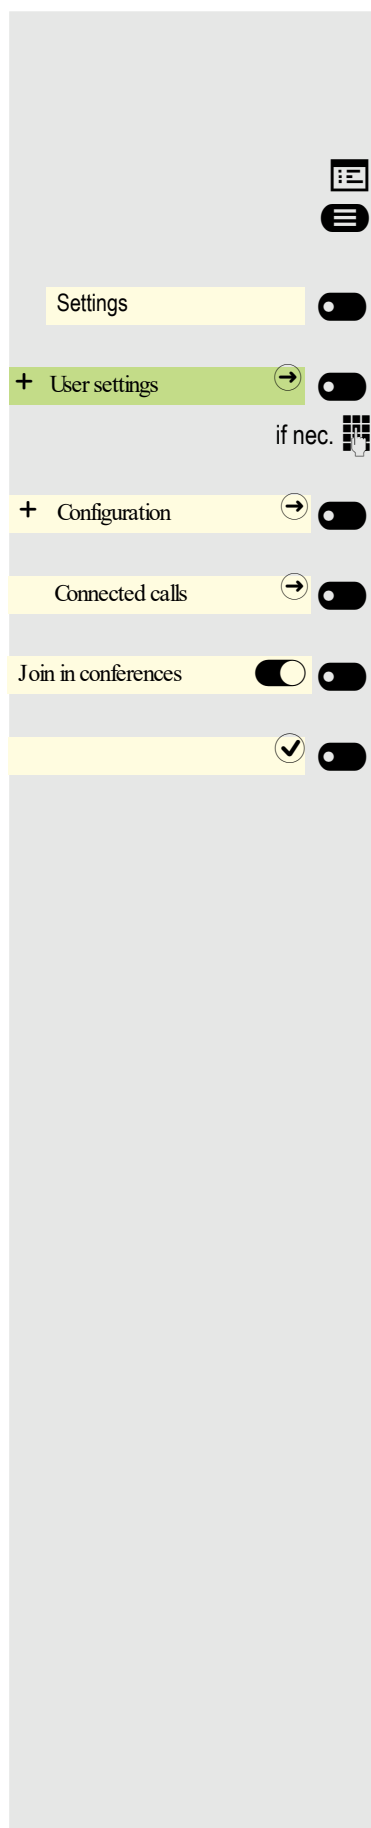 Settings
+ User settings
if nec.
+ Configuration
Connected calls
Join in conferences